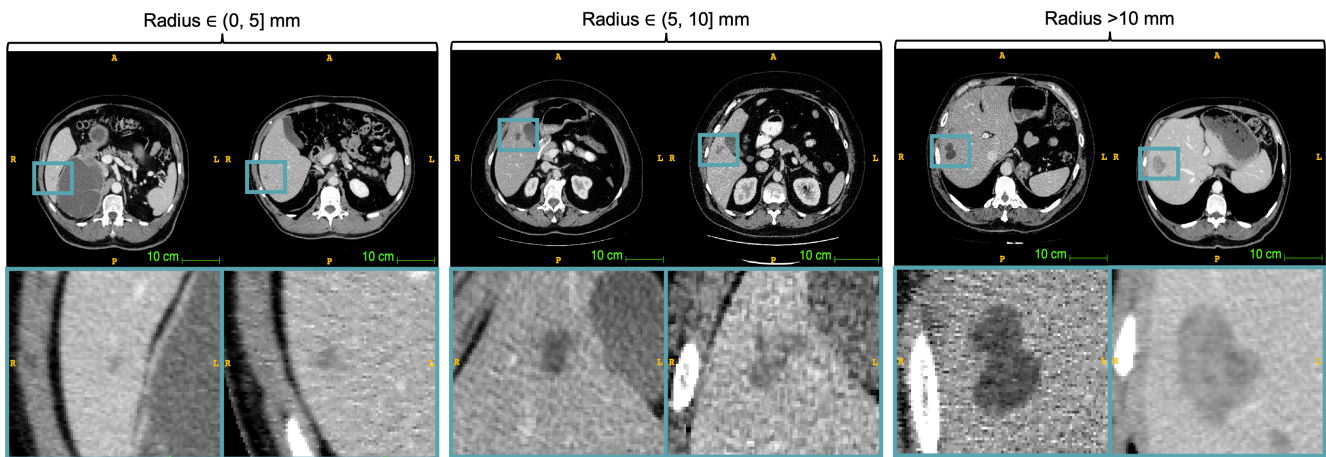 Radius ∈ (0, 5] mm
Radius ∈ (5, 10] mm
Radius >10 mm
A A A A A A
R L R L R L
10 cm 10 cm 10 cm 10 cm 10 cm 10 cm
P P P
R L R L R L